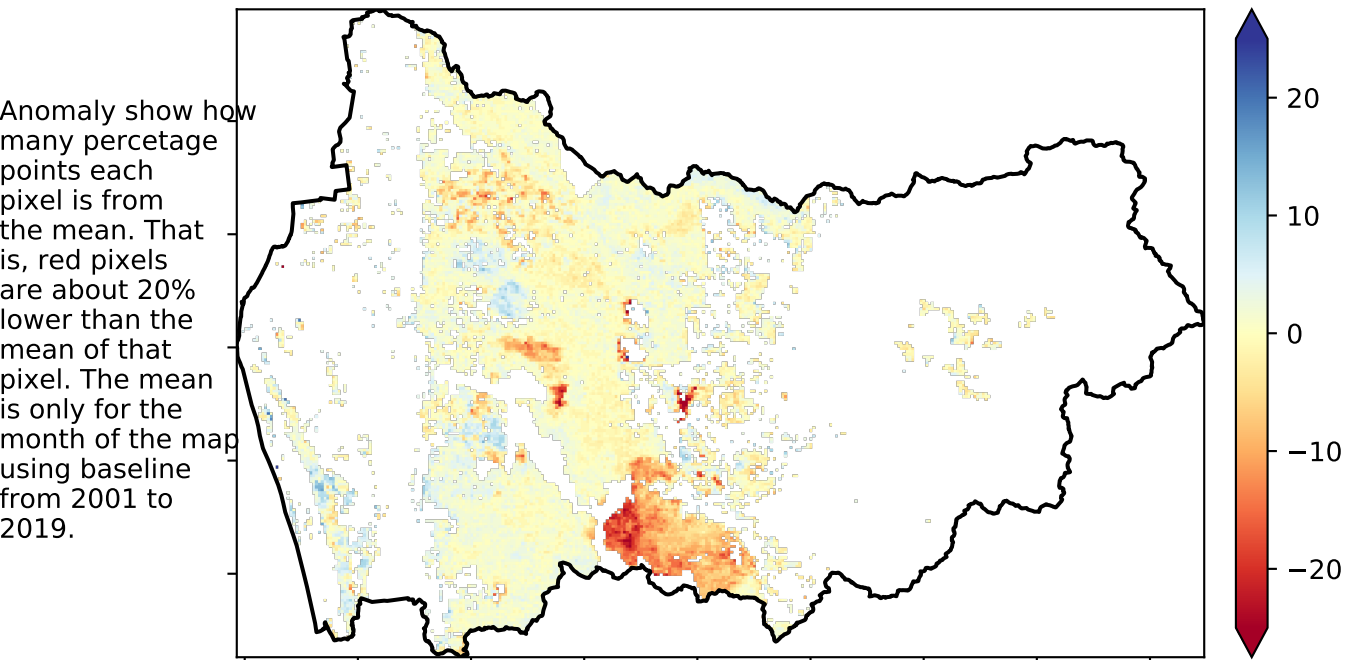 Anomaly show how
many percetage
points each
pixel is from
the mean. That
is, red pixels
are about 20%
lower than the
mean of that
pixel. The mean
is only for the
month of the map
using baseline
from 2001 to
2019.
20
10
0
−10
−20